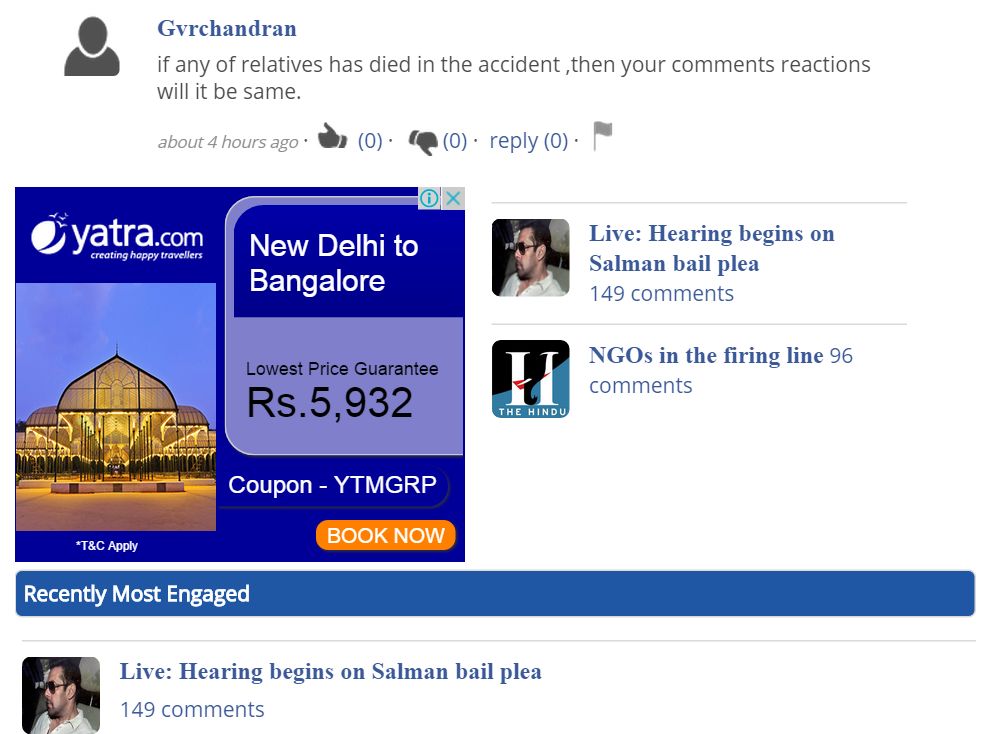 Gvrchandran
if any of relatives has died in the accident ,then your comments reactions
will it be same.
about 4 hours ago · (0) · (0) · reply (0) ·
yatra.com
creating happy travellers
New Delhi to
Bangalore
Lowest Price Guarantee
Rs.5,932
Coupon - YTMGRP
BOOK NOW
*T&C Apply
Live: Hearing begins on
Salman bail plea
149 comments
H
THE HINDU
NGOs in the firing line 96
comments
Recently Most Engaged
Live: Hearing begins on Salman bail plea
149 comments